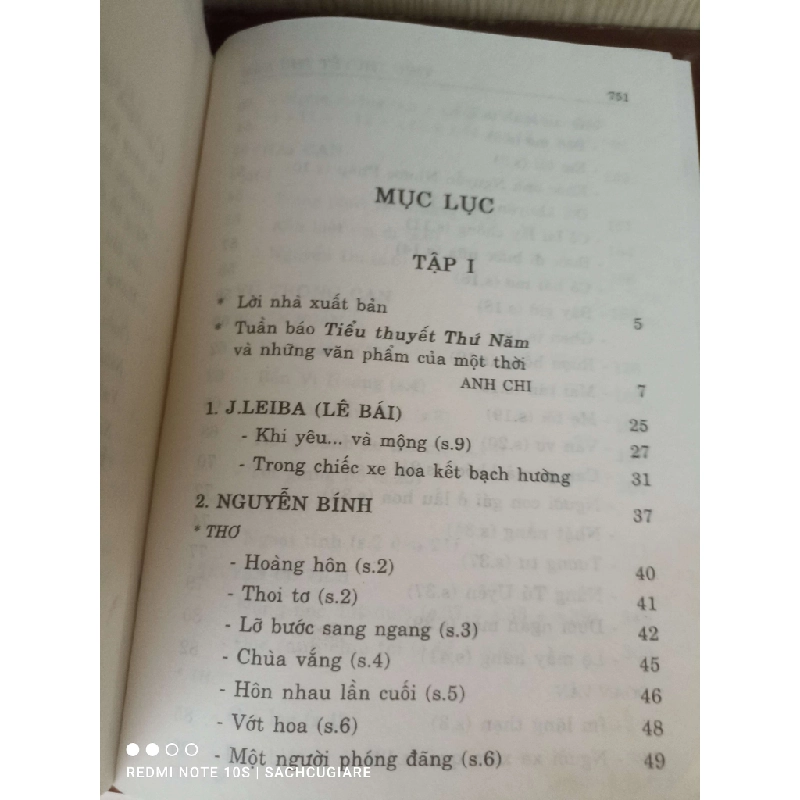 751
MỤC LỤC
TẬP I
* Lời nhà xuất bản 5
* Tuần báo Tiểu thuyết Thứ Năm
và những văn phẩm của một thời
ANH CHI 7
1. J.LEIBA (LÊ BÁI) 25
- Khi yêu... và mộng (s.9) 27
- Trong chiếc xe hoa kết bạch hường 31
2. NGUYỄN BÍNH 37
* THƠ
- Hoàng hôn (s.2) 40
- Thoi tơ (s.2) 41
- Lỡ bước sang ngang (s.3) 42
- Chùa vắng (s.4) 45
- Hôn nhau lần cuối (s.5) 46
- Vớt hoa (s.6) 48
- Một người phóng đãng (s.6) 49
REDMI NOTE 10S | SACHCUGIARE